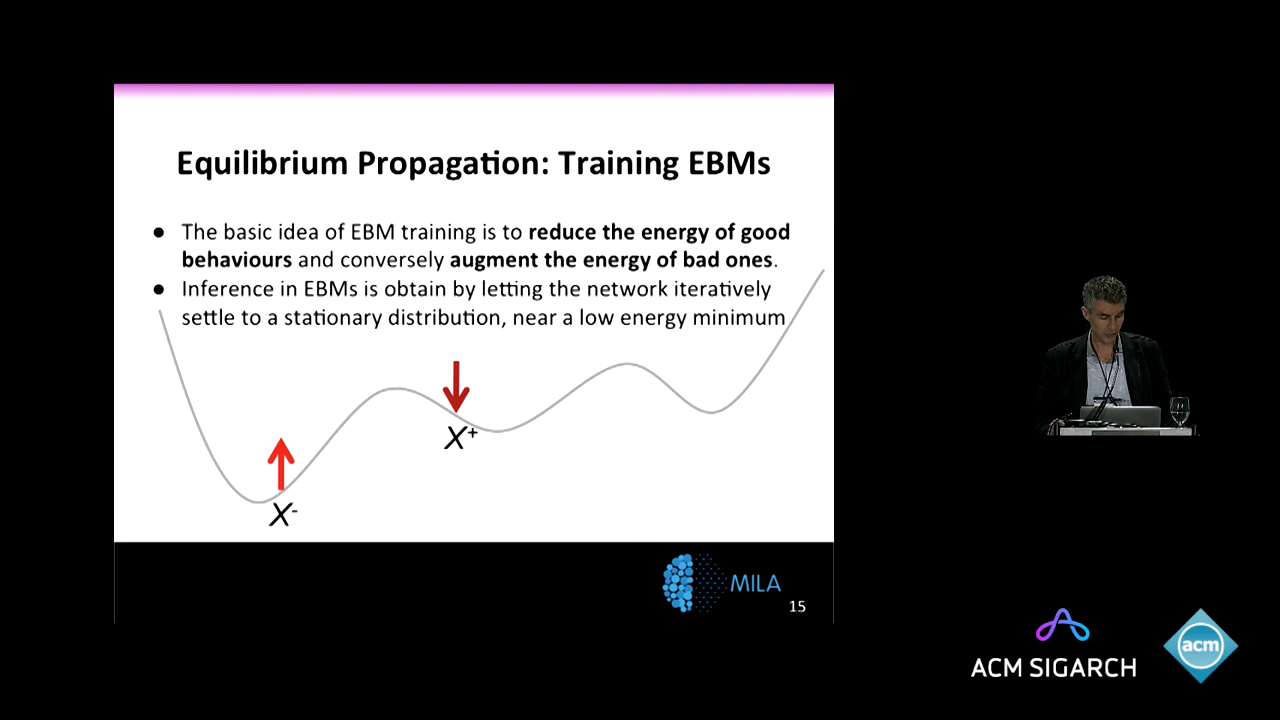 Equilibrium Propagation: Training EBMs
● The basic idea of EBM training is to reduce the energy of good
behaviours and conversely augment the energy of bad ones.
● Inference in EBMs is obtain by letting the network iteratively
settle to a stationary distribution, near a low energy minimum
X+
X-
MILA
15
ACM SIGARCH
acm